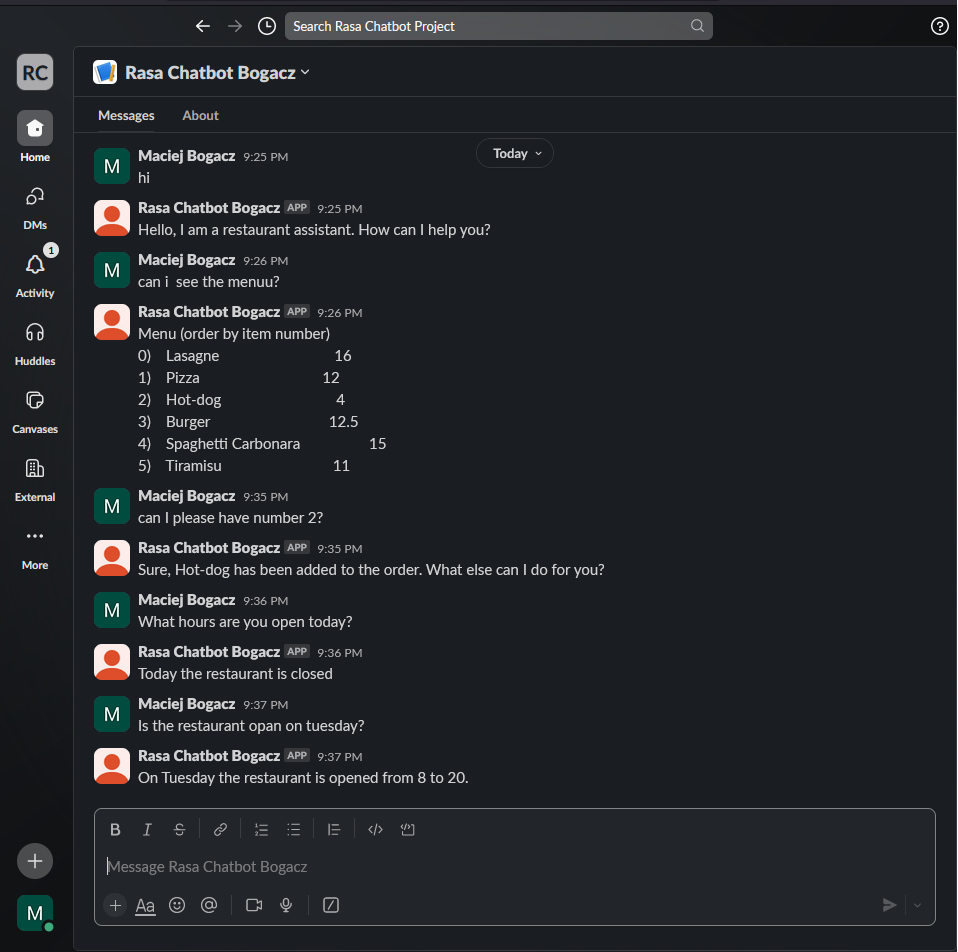 Search Rasa Chatbot Project
RC
Rasa Chatbot Bogacz
Messages About
Home
DMs
1
Activity
Huddles
Canvases
External
More
Today
M
Maciej Bogacz 9:25 PM
hi
Rasa Chatbot Bogacz APP 9:25 PM
Hello, I am a restaurant assistant. How can I help you?
M
Maciej Bogacz 9:26 PM
can i see the menuu?
Rasa Chatbot Bogacz APP 9:26 PM
Menu (order by item number)
0) Lasagne 16
1) Pizza 12
2) Hot-dog 4
3) Burger 12.5
4) Spaghetti Carbonara 15
5) Tiramisu 11
M
Maciej Bogacz 9:35 PM
can I please have number 2?
Rasa Chatbot Bogacz APP 9:35 PM
Sure, Hot-dog has been added to the order. What else can I do for you?
M
Maciej Bogacz 9:36 PM
What hours are you open today?
Rasa Chatbot Bogacz APP 9:36 PM
Today the restaurant is closed
M
Maciej Bogacz 9:37 PM
Is the restaurant opan on tuesday?
Rasa Chatbot Bogacz APP 9:37 PM
On Tuesday the restaurant is opened from 8 to 20.
B I S
Message Rasa Chatbot Bogacz
Aa
M